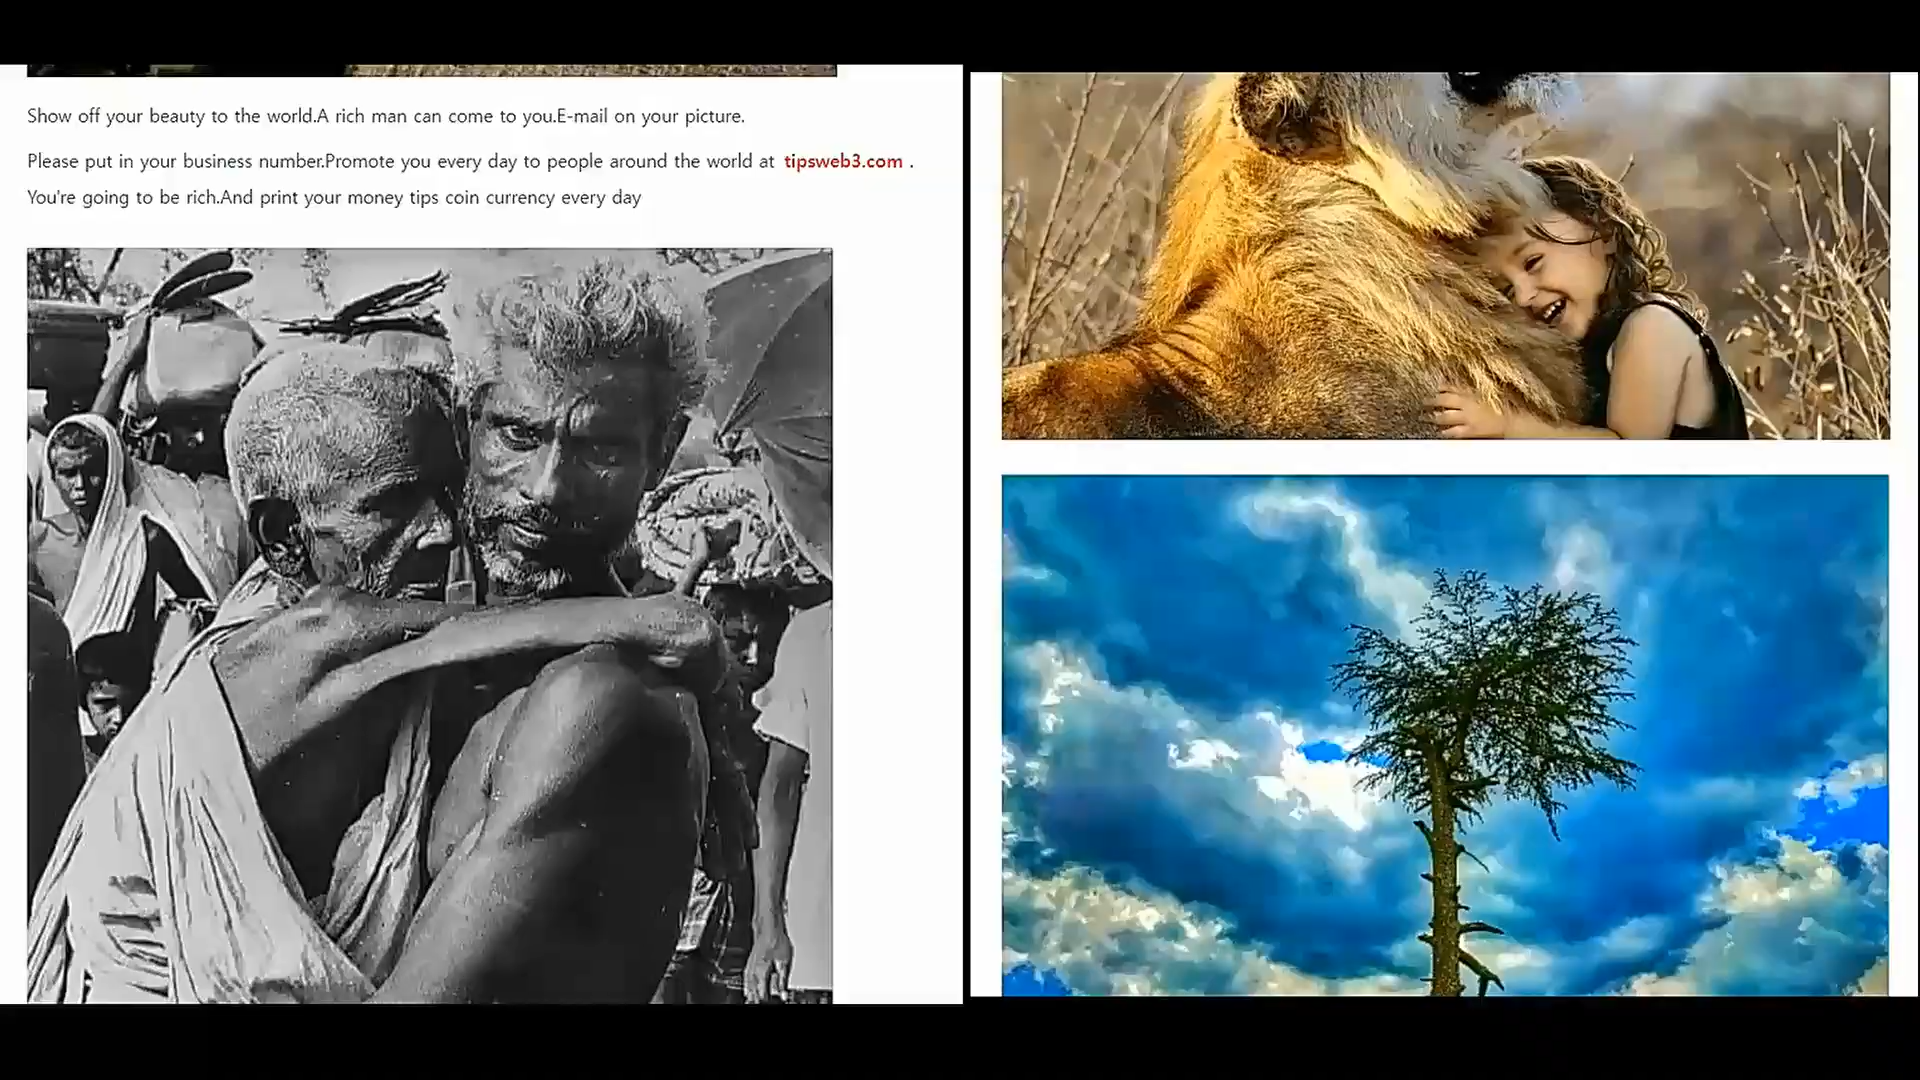 Show off your beauty to the world.A rich man can come to you.E-mail on your picture.
Please put in your business number.Promote you every day to people around the world at tipsweb3.com .
You're going to be rich.And print your money tips coin currency every day